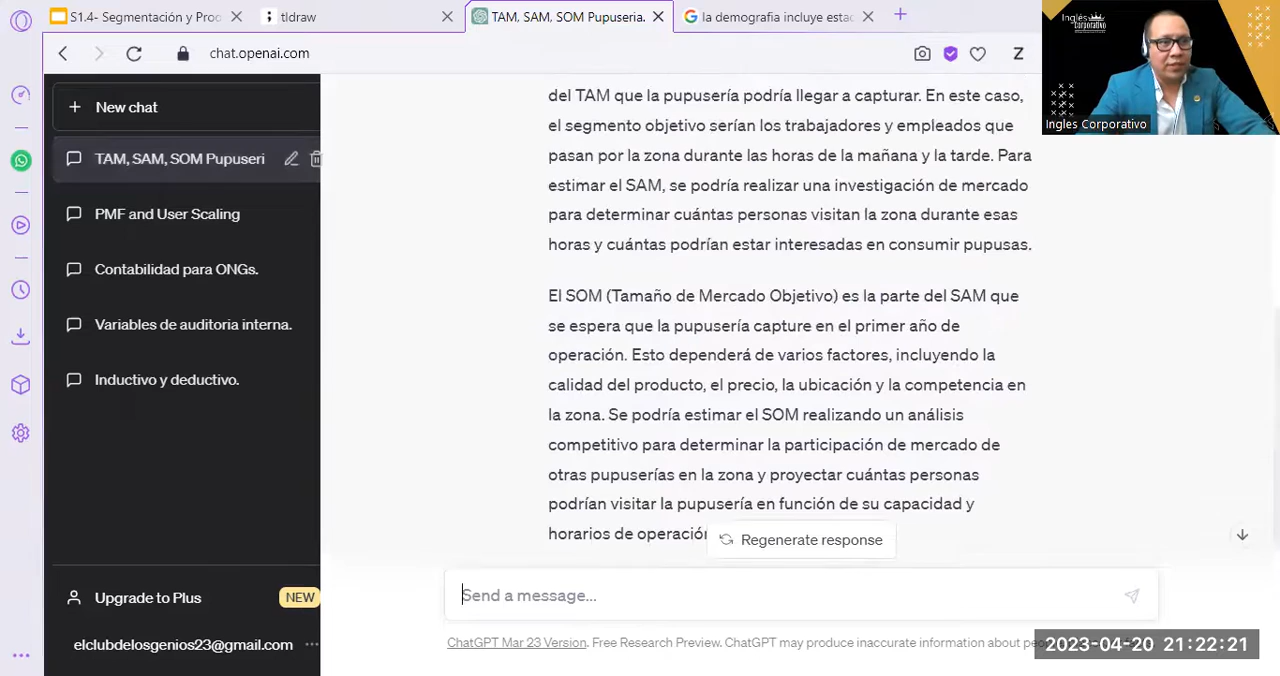 S1.4- Segmentación y Proc
tldraw
TAM, SAM, SOM Pupuseria.
la demografia incluye estac
chat.openai.com
Z
Inglés
Corporativo
Ingles Corporativo
New chat
TAM, SAM, SOM Pupuseri
PMF and User Scaling
Contabilidad para ONGs.
Variables de auditoria interna.
Inductivo y deductivo.
Upgrade to Plus
NEW
elclubdelosgenios23@gmail.com
del TAM que la pupusería podría llegar a capturar. En este caso,
el segmento objetivo serían los trabajadores y empleados que
pasan por la zona durante las horas de la mañana y la tarde. Para
estimar el SAM, se podría realizar una investigación de mercado
para determinar cuántas personas visitan la zona durante esas
horas y cuántas podrían estar interesadas en consumir pupusas.
El SOM (Tamaño de Mercado Objetivo) es la parte del SAM que
se espera que la pupusería capture en el primer año de
operación. Esto dependerá de varios factores, incluyendo la
calidad del producto, el precio, la ubicación y la competencia en
la zona. Se podría estimar el SOM realizando un análisis
competitivo para determinar la participación de mercado de
otras pupuserías en la zona y proyectar cuántas personas
podrían visitar la pupusería en función de su capacidad y
horarios de operación
Regenerate response
Send a message...
ChatGPT Mar 23 Version. Free Research Preview. ChatGPT may produce inaccurate information about
2023-04-20 21:22:21